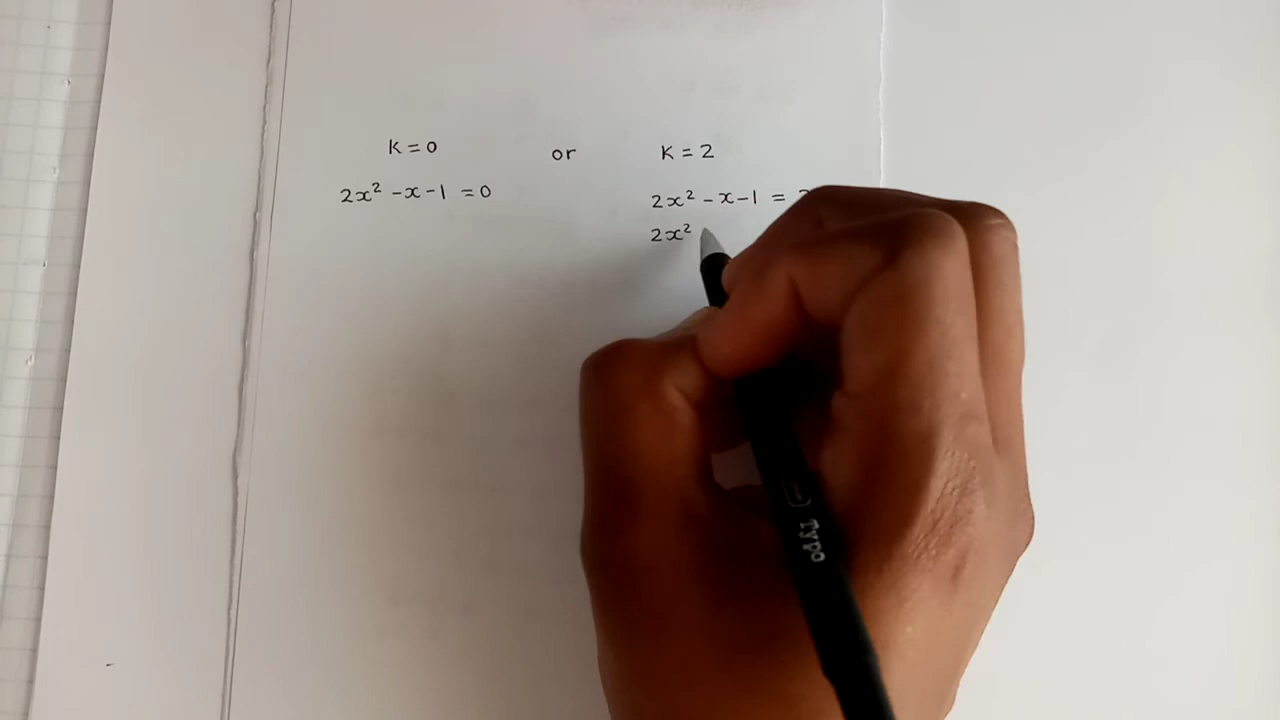 K = 0 or K = 2
2x² - x - 1 = 0 2x² - x - 1 =
2x²
Typo